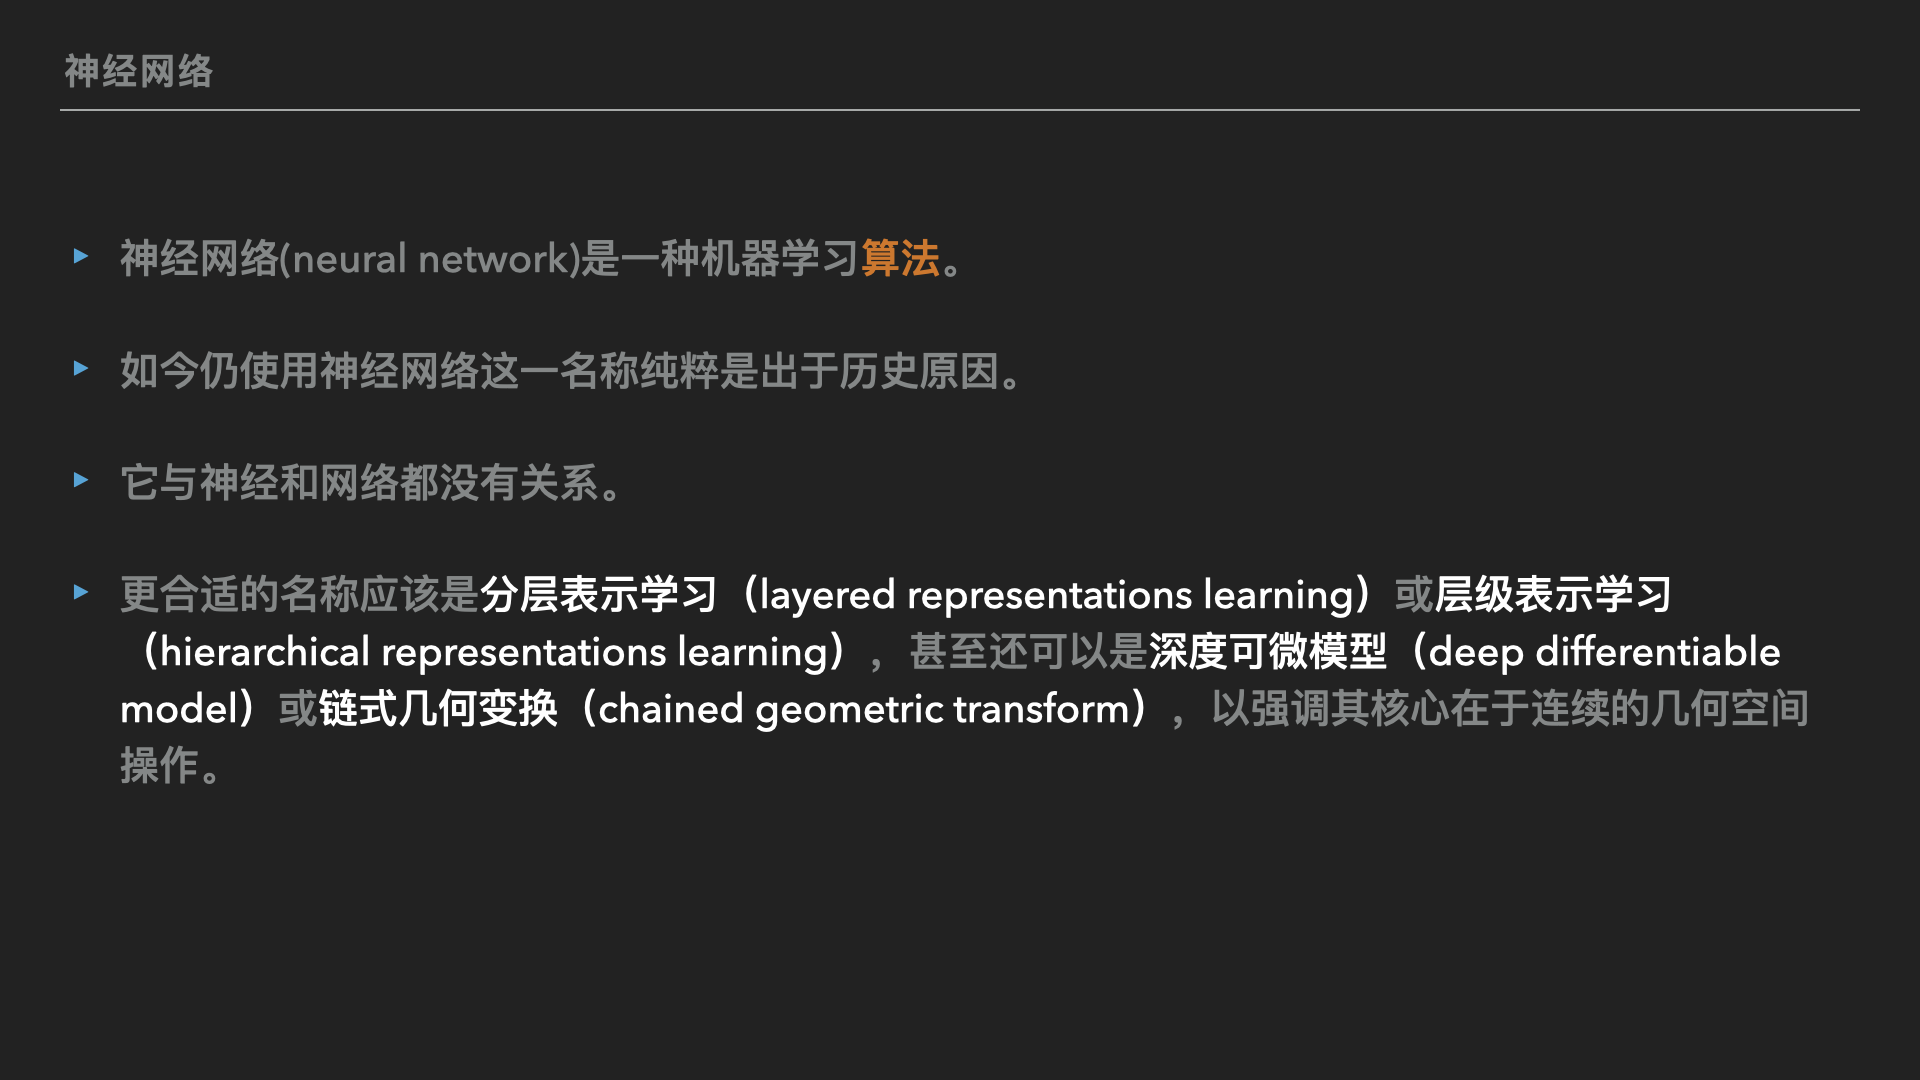 神经网络
▸ 神经网络(neural network)是一种机器学习算法。
▸ 如今仍使用神经网络这一名称纯粹是出于历史原因。
▸ 它与神经和网络都没有关系。
▸ 更合适的名称应该是分层表示学习（layered representations learning）或层级表示学习
（hierarchical representations learning），甚至还可以是深度可微模型（deep differentiable
model）或链式几何变换（chained geometric transform），以强调其核心在于连续的几何空间
操作。